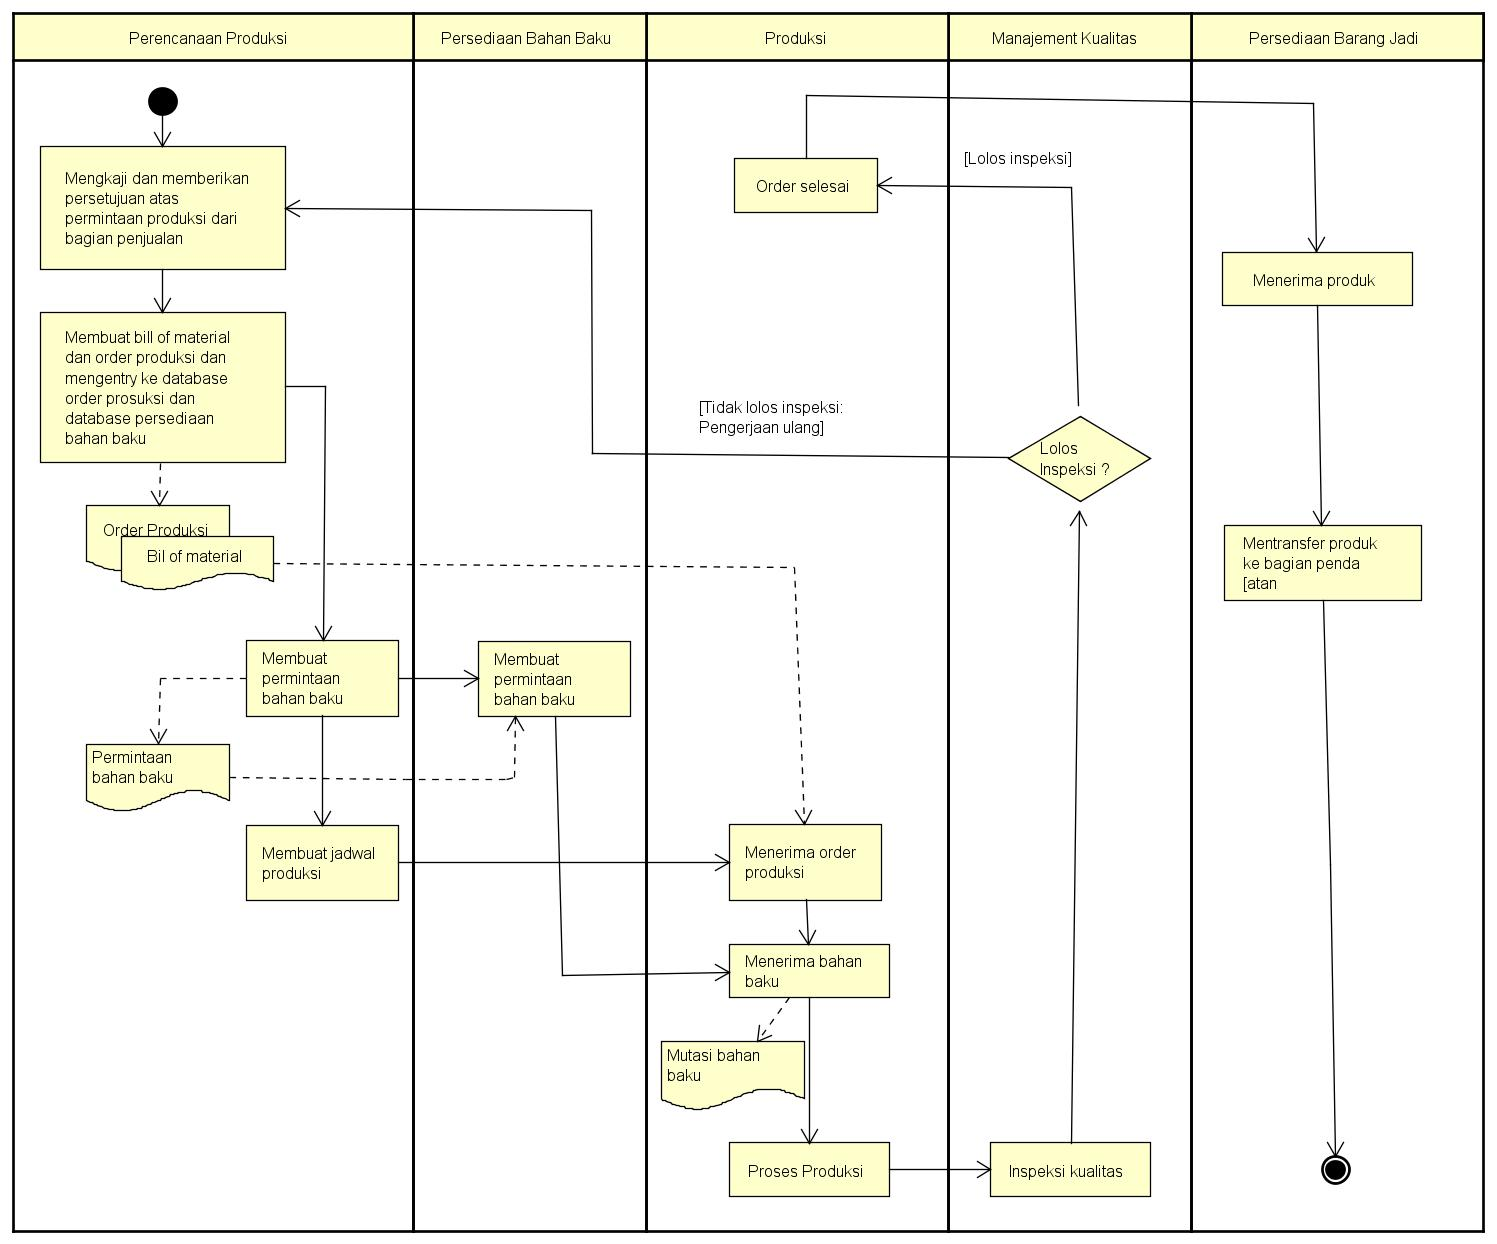 Perencanaan Produksi
Persediaan Bahan Baku
Produksi
Manajement Kualitas
Persediaan Barang Jadi
Mengkaji dan memberikan
persetujuan atas
permintaan produksi dari
bagian penjualan
Membuat bill of material
dan order produksi dan
mengentry ke database
order prosuksi dan
database persediaan
bahan baku
Order Produksi
Bil of material
Membuat
permintaan
bahan baku
Permintaan
bahan baku
Membuat jadwal
produksi
Membuat
permintaan
bahan baku
Order selesai
[Tidak lolos inspeksi:
Pengerjaan ulang]
Menerima order
produksi
Menerima bahan
baku
Mutasi bahan
baku
Proses Produksi
[Lolos inspeksi]
Lolos
Inspeksi ?
Inspeksi kualitas
Menerima produk
Mentransfer produk
ke bagian penda
[atan